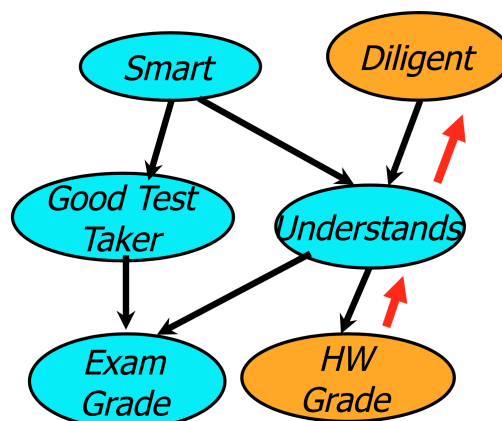 Smart
Diligent
Good Test
Taker
Understands
Exam
Grade
HW
Grade